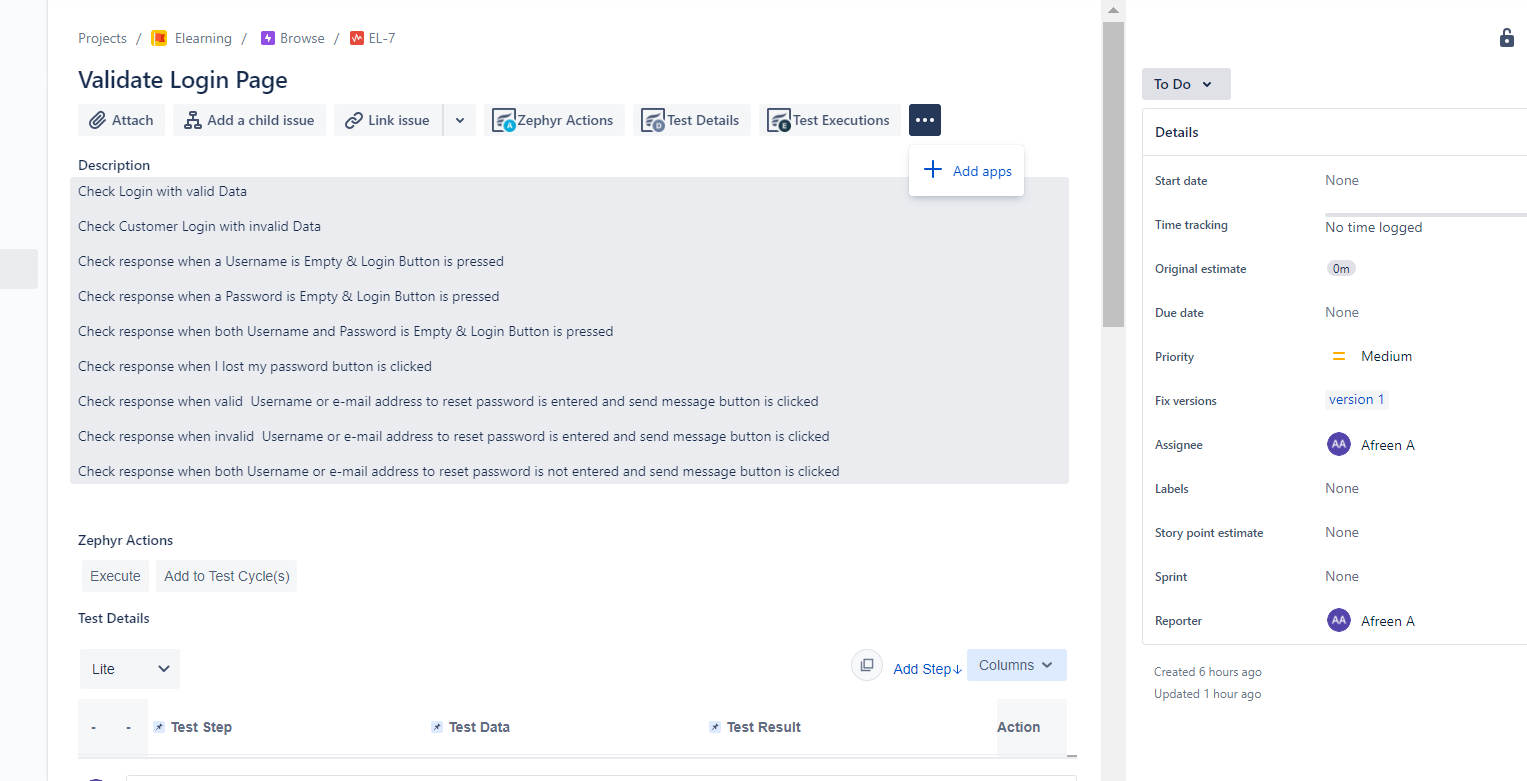 Projects / Elearning / Browse / EL-7
Validate Login Page
Attach Add a child issue Link issue Zephyr Actions Test Details Test Executions
Add apps
Description
Check Login with valid Data
Check Customer Login with invalid Data
Check response when a Username is Empty & Login Button is pressed
Check response when a Password is Empty & Login Button is pressed
Check response when both Username and Password is Empty & Login Button is pressed
Check response when I lost my password button is clicked
Check response when valid  Username or e-mail address to reset password is entered and send message button is clicked
Check response when invalid  Username or e-mail address to reset password is entered and send message button is clicked
Check response when both Username or e-mail address to reset password is not entered and send message button is clicked
Zephyr Actions
Execute Add to Test Cycle(s)
Test Details
Lite
Add Step↓ Columns
- - Test Step Test Data Test Result Action
To Do
Details
Start date None
Time tracking No time logged
Original estimate 0m
Due date None
Priority Medium
Fix versions version 1
Assignee AA Afreen A
Labels None
Story point estimate None
Sprint None
Reporter AA Afreen A
Created 6 hours ago
Updated 1 hour ago